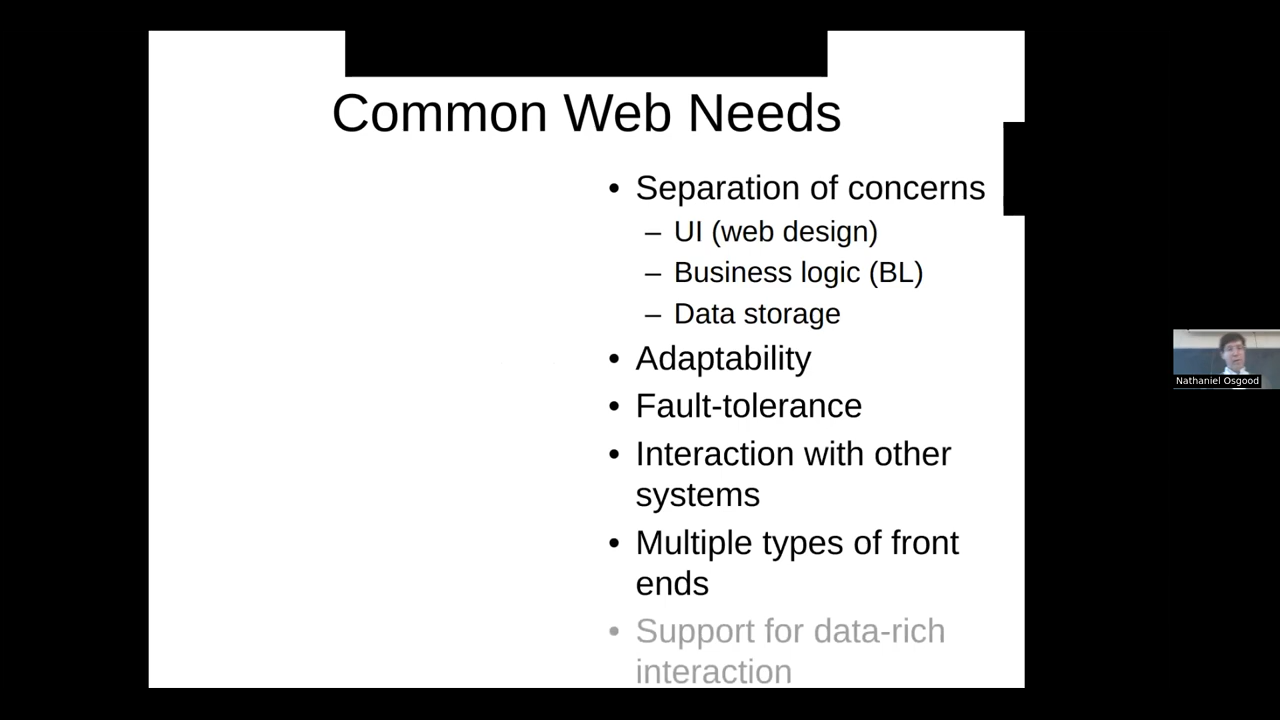 Common Web Needs
• Separation of concerns
– UI (web design)
– Business logic (BL)
– Data storage
• Adaptability
• Fault-tolerance
• Interaction with other
systems
• Multiple types of front
ends
• Support for data-rich
interaction
Nathaniel Osgood